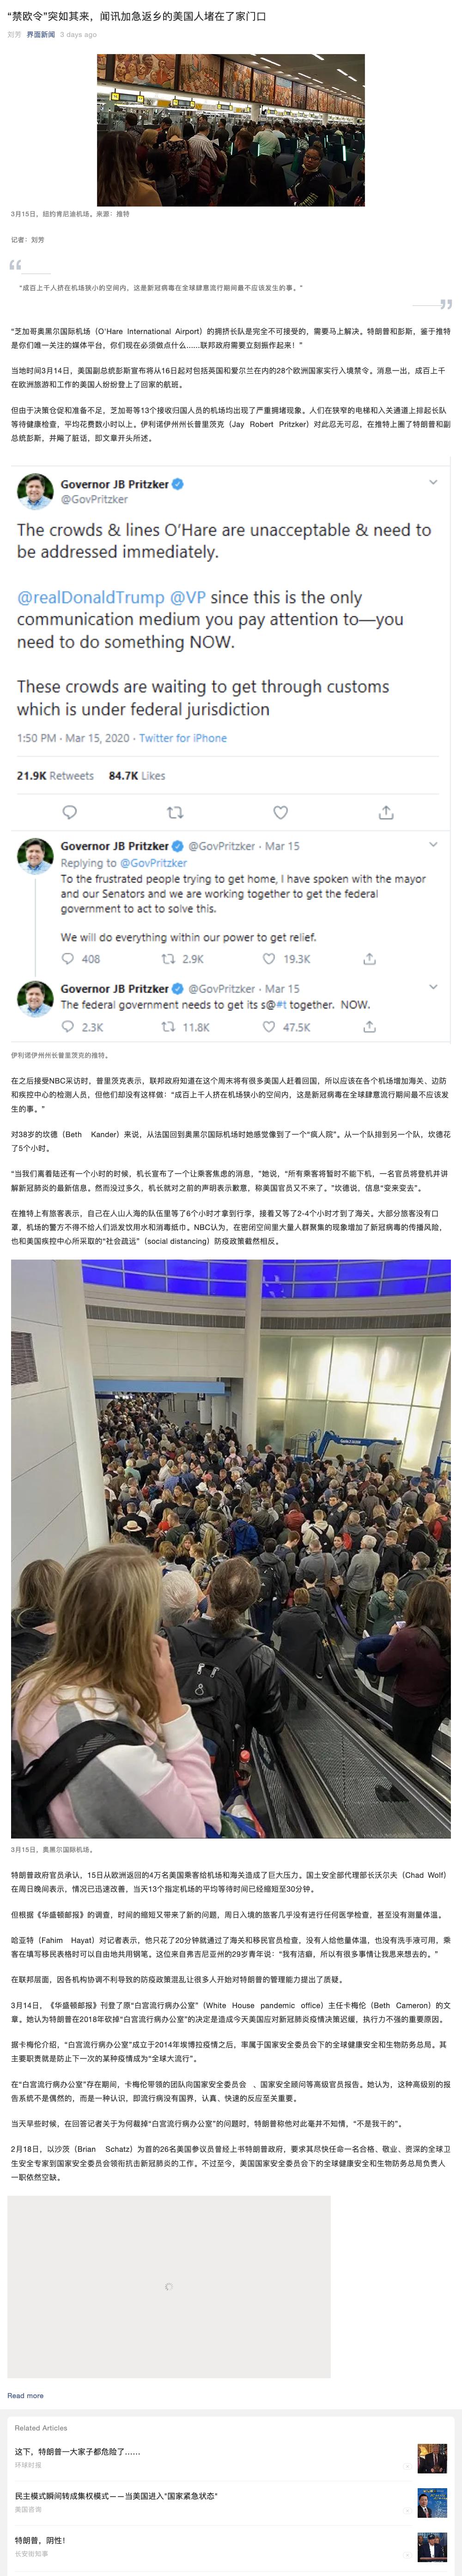 “禁欧令”突如其来，闻讯加急返乡的美国人堵在了家门口
刘芳 界面新闻 3 days ago
3月15日，纽约肯尼迪机场。来源：推特
记者：刘芳
“成百上千人挤在机场狭小的空间内，这是新冠病毒在全球肆意流行期间最不应该发生的事。”
“芝加哥奥黑尔国际机场（O'Hare International Airport）的拥挤长队是完全不可接受的，需要马上解决。特朗普和彭斯，鉴于推特
是你们唯一关注的媒体平台，你们现在必须做点什么……联邦政府需要立刻振作起来！”
当地时间3月14日，美国副总统彭斯宣布将从16日起对包括英国和爱尔兰在内的28个欧洲国家实行入境禁令。消息一出，成百上千
在欧洲旅游和工作的美国人纷纷登上了回家的航班。
但由于决策仓促和准备不足，芝加哥等13个接收归国人员的机场均出现了严重拥堵现象。人们在狭窄的电梯和入关通道上排起长队
等待健康检查，平均花费数小时以上。伊利诺伊州州长普里茨克（Jay Robert Pritzker）对此忍无可忍，在推特上圈了特朗普和副
总统彭斯，并飚了脏话，即文章开头所述。
Governor JB Pritzker
@GovPritzker
The crowds & lines O'Hare are unacceptable & need to
be addressed immediately.
@realDonaldTrump @VP since this is the only
communication medium you pay attention to—you
need to do something NOW.
These crowds are waiting to get through customs
which is under federal jurisdiction
1:50 PM · Mar 15, 2020 · Twitter for iPhone
21.9K Retweets 84.7K Likes
Governor JB Pritzker @GovPritzker · Mar 15
Replying to @GovPritzker
To the frustrated people trying to get home, I have spoken with the mayor
and our Senators and we are working together to get the federal
government to act to solve this.
We will do everything within our power to get relief.
408 2.9K 19.3K
Governor JB Pritzker @GovPritzker · Mar 15
The federal government needs to get its s@#t together. NOW.
2.3K 11.8K 47.5K
伊利诺伊州州长普里茨克的推特。
在之后接受NBC采访时，普里茨克表示，联邦政府知道在这个周末将有很多美国人赶着回国，所以应该在各个机场增加海关、边防
和疾控中心的检测人员，但他们却没有这样做：“成百上千人挤在机场狭小的空间内，这是新冠病毒在全球肆意流行期间最不应该发
生的事。”
对38岁的坎德（Beth Kander）来说，从法国回到奥黑尔国际机场时她感觉像到了一个“疯人院”。从一个队排到另一个队，坎德花
了5个小时。
“当我们离着陆还有一个小时的时候，机长宣布了一个让乘客焦虑的消息，”她说，“所有乘客将暂时不能下机，一名官员将登机并讲
解新冠肺炎的最新信息。然而没过多久，机长就对之前的声明表示歉意，称美国官员又不来了。”坎德说，信息“变来变去”。
在推特上有旅客表示，自己在人山人海的队伍里等了6个小时才拿到行李，接着又等了2-4个小时才到了海关。大部分旅客没有口
罩，机场的警方不得不给人们派发饮用水和消毒纸巾。NBC认为，在密闭空间里大量人群聚集的现象增加了新冠病毒的传播风险，
也和美国疾控中心所采取的“社会疏远”（social distancing）防疫政策截然相反。
3月15日，奥黑尔国际机场。
特朗普政府官员承认，15日从欧洲返回的4万名美国乘客给机场和海关造成了巨大压力。国土安全部代理部长沃尔夫（Chad Wolf）
在周日晚间表示，情况已迅速改善，当天13个指定机场的平均等待时间已经缩短至30分钟。
但根据《华盛顿邮报》的调查，时间的缩短又带来了新的问题，周日入境的旅客几乎没有进行任何医学检查，甚至没有测量体温。
哈亚特（Fahim Hayat）对记者表示，他只花了20分钟就通过了海关和移民官员检查，没有人给他量体温，也没有洗手液可用，乘
客在填写移民表格时可以自由地共用钢笔。这位来自弗吉尼亚州的29岁青年说：“我有洁癖，所以有很多事情让我思来想去的。”
在联邦层面，因各机构协调不利导致的防疫政策混乱让很多人开始对特朗普的管理能力提出了质疑。
3月14日，《华盛顿邮报》刊登了原“白宫流行病办公室”（White House pandemic office）主任卡梅伦（Beth Cameron）的文
章。她认为特朗普在2018年砍掉“白宫流行病办公室”的决定是造成今天美国应对新冠肺炎疫情决策迟缓，执行力不强的重要原因。
据卡梅伦介绍，“白宫流行病办公室”成立于2014年埃博拉疫情之后，率属于国家安全委员会下的全球健康安全和生物防务总局。其
主要职责就是防止下一次的某种疫情成为“全球大流行”。
在“白宫流行病办公室”存在期间，卡梅伦带领的团队向国家安全委员会 、国家安全顾问等高级官员报告。她认为，这种高级别的报
告系统不是偶然的，而是一种认识，即流行病没有国界，认真、快速的反应至关重要。
当天早些时候，在回答记者关于为何裁掉“白宫流行病办公室”的问题时，特朗普称他对此毫并不知情，“不是我干的”。
2月18日，以沙茨（Brian Schatz）为首的26名美国参议员曾经上书特朗普政府，要求其尽快任命一名合格、敬业、资深的全球卫
生安全专家到国家安全委员会领衔抗击新冠肺炎的工作。不过至今，美国国家安全委员会下的全球健康安全和生物防务总局负责人
一职依然空缺。
Read more
Related Articles
这下，特朗普一大家子都危险了……
环球时报
民主模式瞬间转成集权模式——当美国进入“国家紧急状态”
美国咨询
特朗普，阴性！
长安街知事